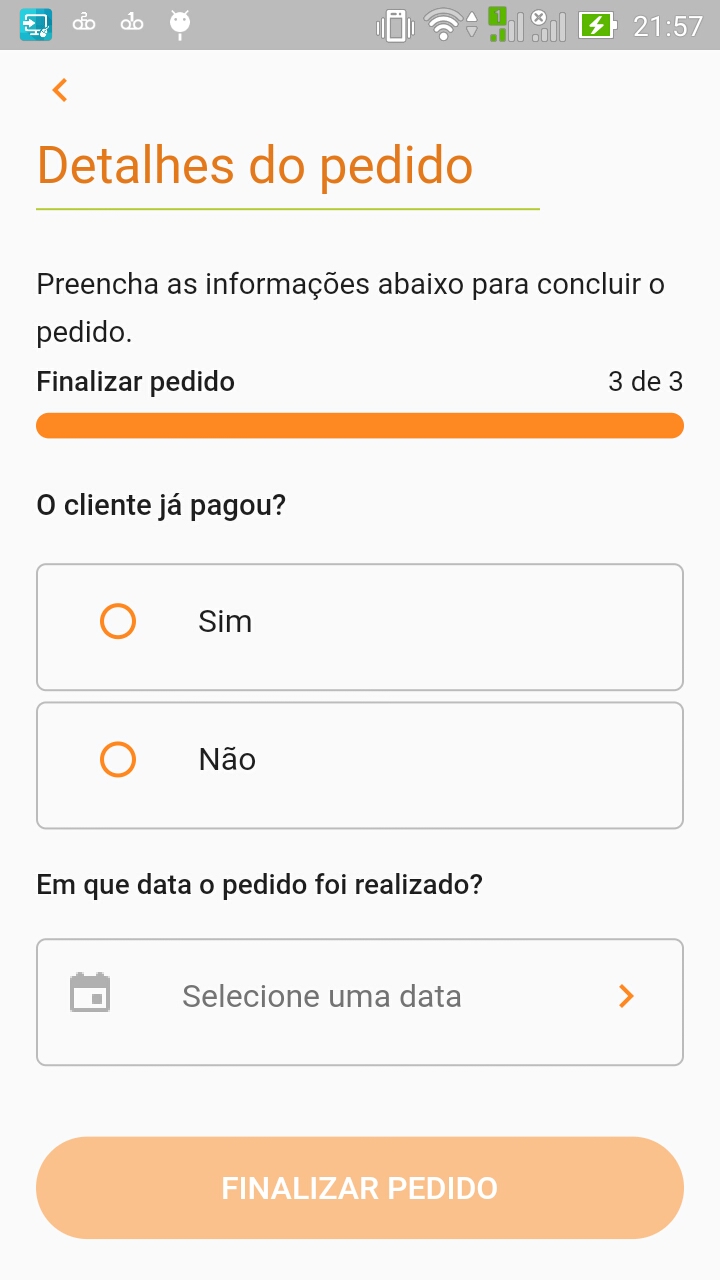 21:57
Detalhes do pedido
Preencha as informações abaixo para concluir o
pedido.
Finalizar pedido 3 de 3
O cliente já pagou?
Sim
Não
Em que data o pedido foi realizado?
Selecione uma data
FINALIZAR PEDIDO